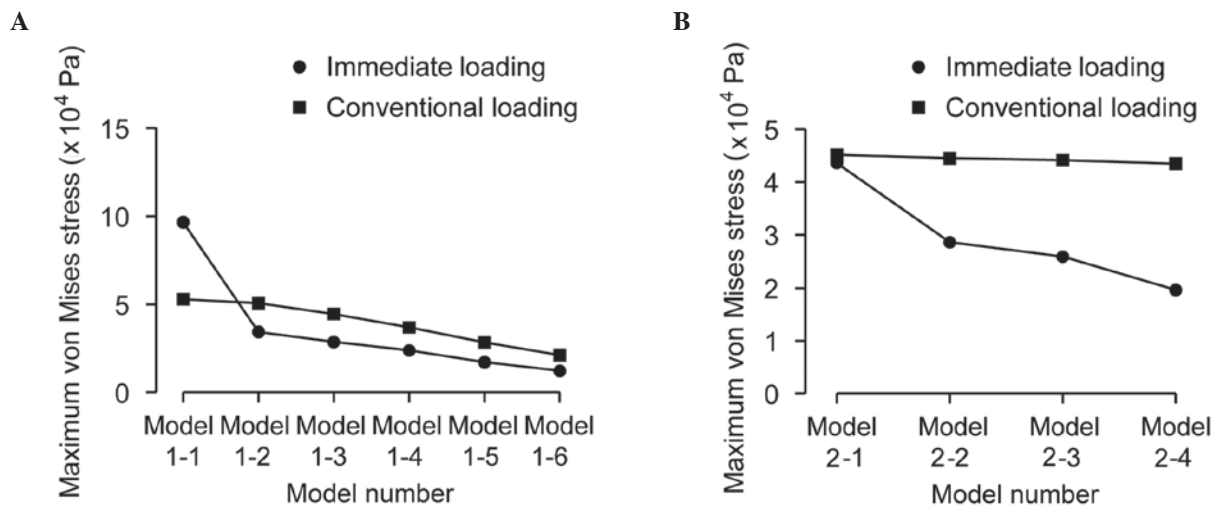 A
Maximum von Mises stress (x10⁴ Pa)
Immediate loading
Conventional loading
15
10
5
0
Model Model Model Model Model Model
1-1 1-2 1-3 1-4 1-5 1-6
Model number
B
Maximum von Mises stress (x10⁴ Pa)
Immediate loading
Conventional loading
5
4
3
2
1
0
Model Model Model Model
2-1 2-2 2-3 2-4
Model number